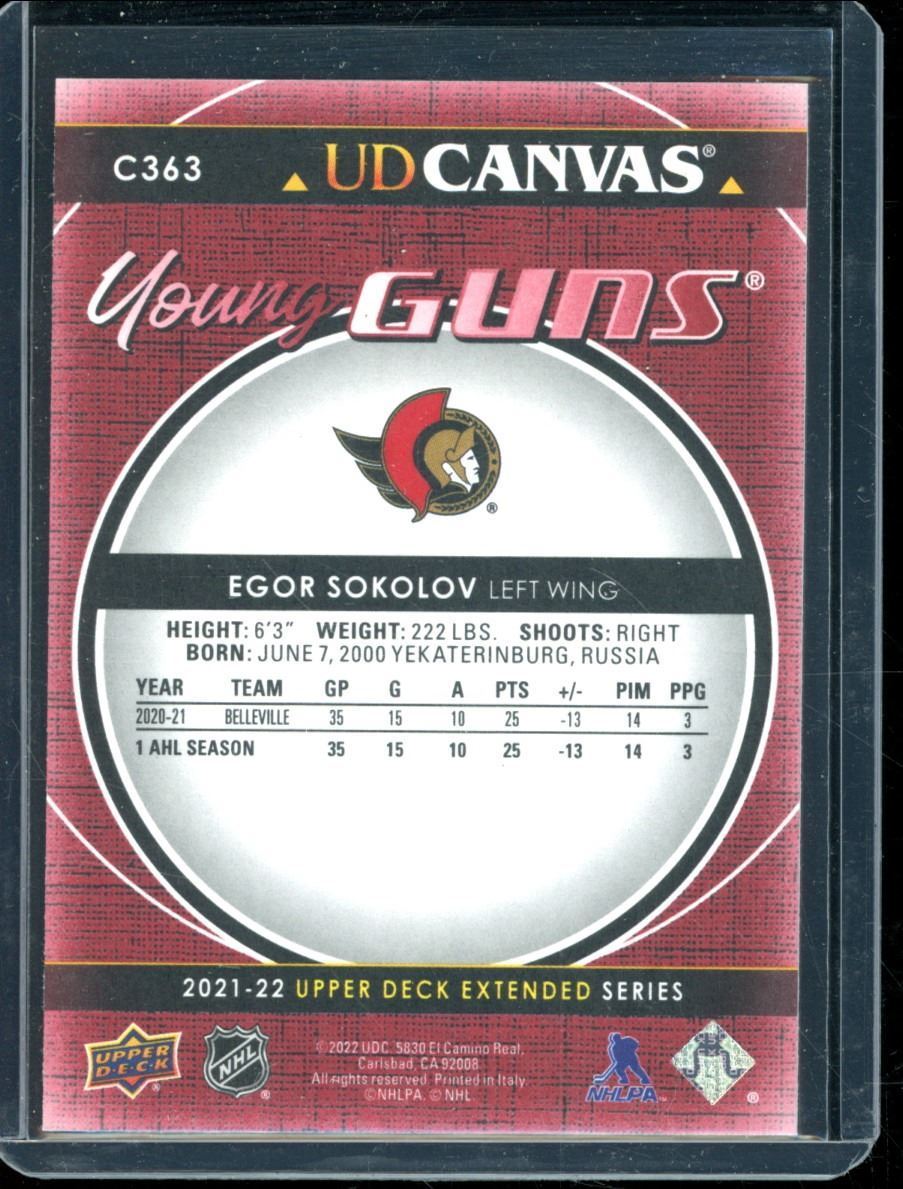 C363 UD CANVAS®
Young GUNS®
®
EGOR SOKOLOV LEFT WING
HEIGHT: 6'3" WEIGHT: 222 LBS. SHOOTS: RIGHT
BORN: JUNE 7, 2000 YEKATERINBURG, RUSSIA
YEAR TEAM GP G A PTS +/- PIM PPG
2020-21 BELLEVILLE 35 15 10 25 -13 14 3
1 AHL SEASON 35 15 10 25 -13 14 3
2021-22 UPPER DECK EXTENDED SERIES
UPPER DECK ®
NHL ®
©2022 UDC. 5830 El Camino Real,
Carlsbad, CA 92008.
All rights reserved. Printed in Italy.
©NHLPA. © NHL
NHLPA™
®